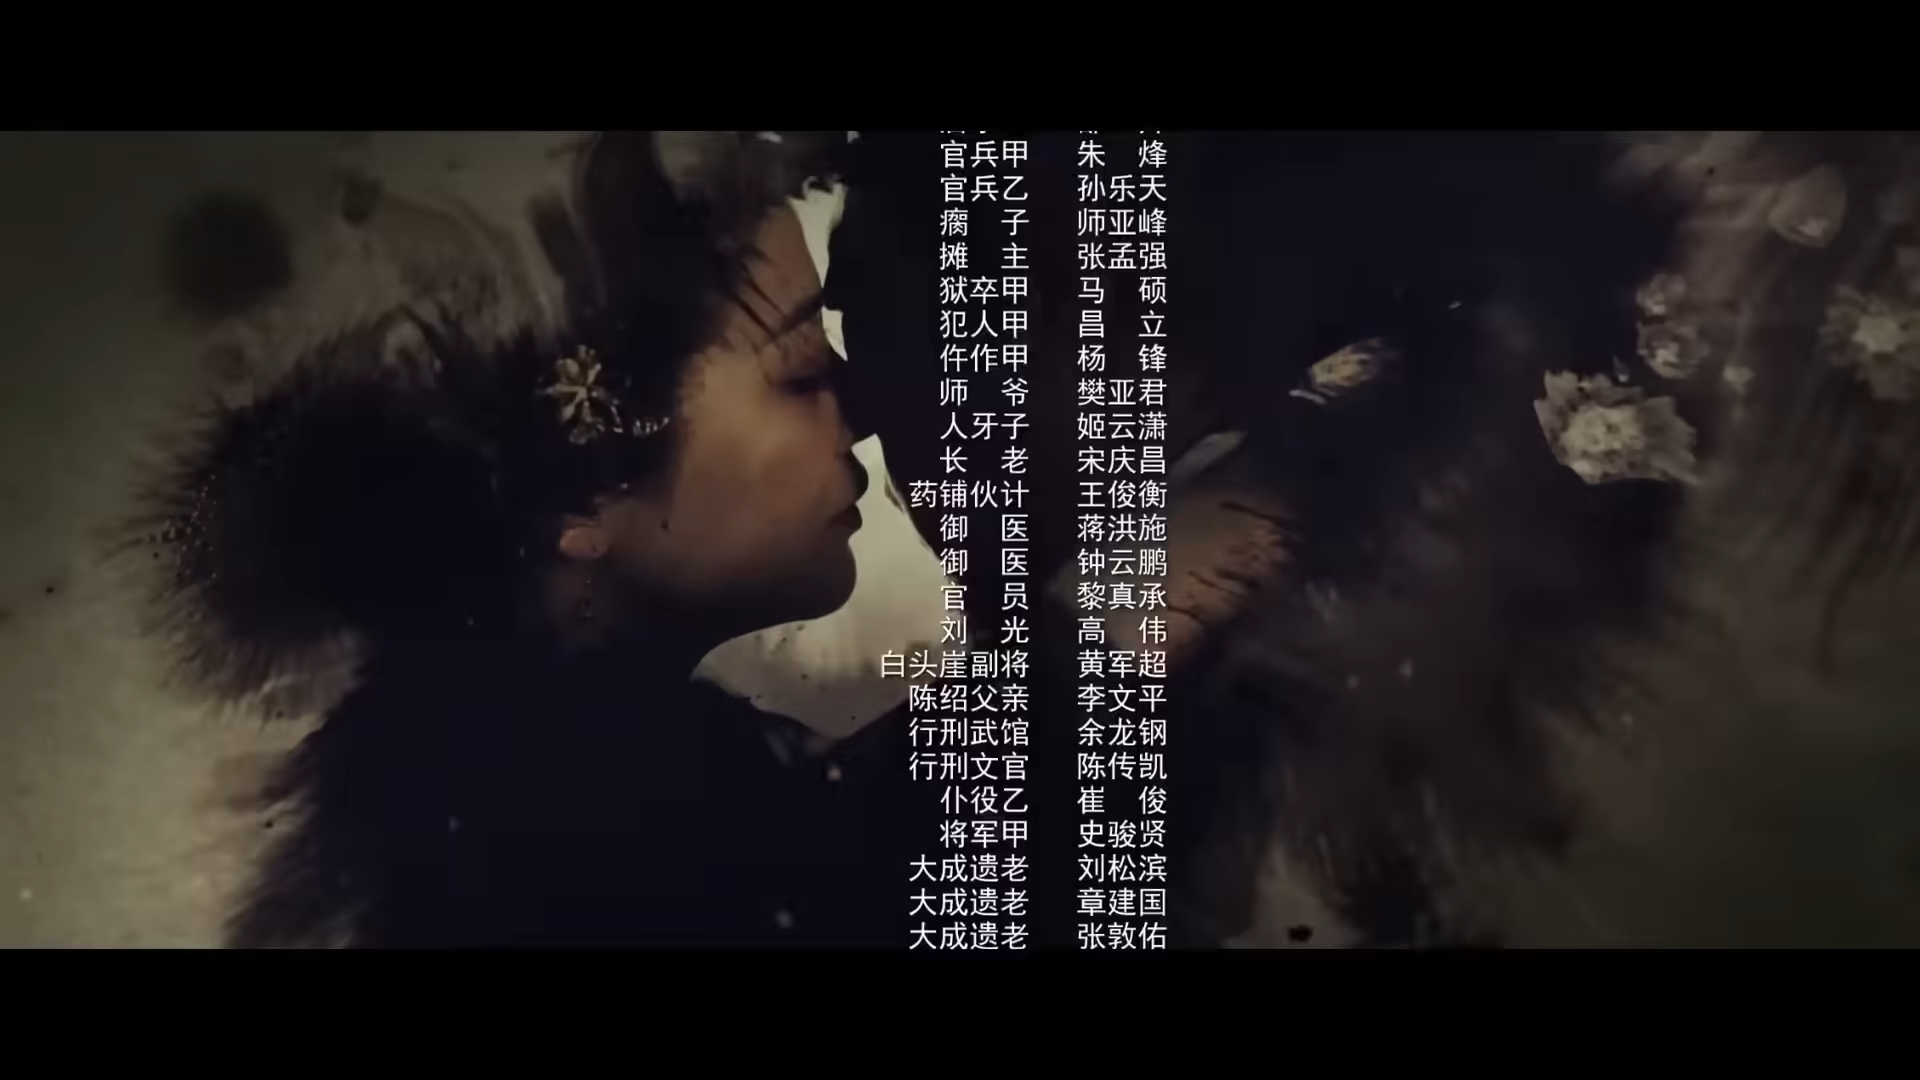 官兵甲 朱烽
官兵乙 孙乐天
瘸子 师亚峰
摊主 张孟强
狱卒甲 马硕
犯人甲 昌立
仵作甲 杨锋
师爷 樊亚君
人牙子 姬云潇
长老 宋庆昌
药铺伙计 王俊衡
御医 蒋洪施
御医 钟云鹏
官员 黎真承
刘光 高伟
白头崖副将 黄军超
陈绍父亲 李文平
行刑武馆 余龙钢
行刑文官 陈传凯
仆役乙 崔俊
将军甲 史骏贤
大成遗老 刘松滨
大成遗老 章建国
大成遗老 张敦佑